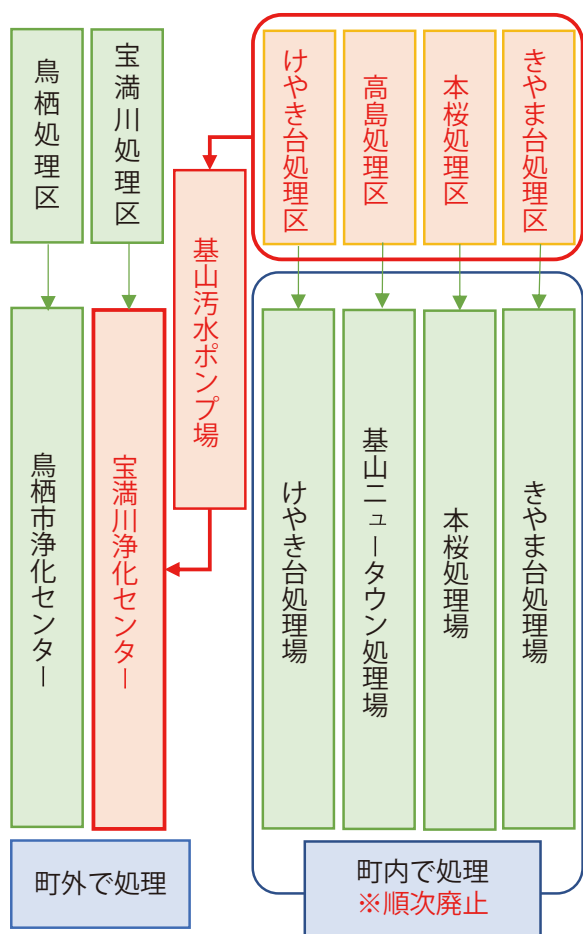 鳥栖処理区
宝満川処理区
けやき台処理区
高島処理区
本桜処理区
きやま台処理区
基山汚水ポンプ場
鳥栖市浄化センター
宝満川浄化センター
けやき台処理場
基山ニュータウン処理場
本桜処理場
きやま台処理場
町外で処理
町内で処理
※順次廃止